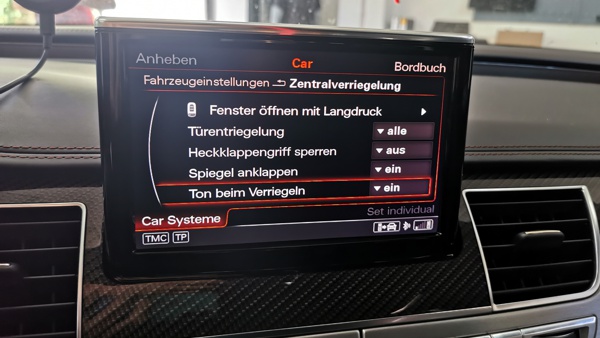 Anheben Car Bordbuch
Fahrzeugeinstellungen Zentralverriegelung
Fenster öffnen mit Langdruck
Türentriegelung alle
Heckklappengriff sperren aus
Spiegel anklappen ein
Ton beim Verriegeln ein
Set individual
Car Systeme
TMC TP